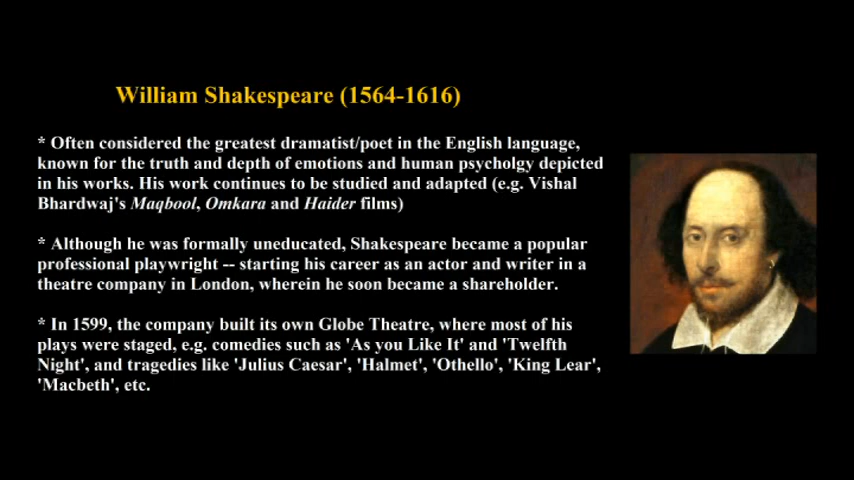 William Shakespeare (1564-1616)
* Often considered the greatest dramatist/poet in the English language,
known for the truth and depth of emotions and human psycholgy depicted
in his works. His work continues to be studied and adapted (e.g. Vishal
Bhardwaj's Maqbool, Omkara and Haider films)
* Although he was formally uneducated, Shakespeare became a popular
professional playwright -- starting his career as an actor and writer in a
theatre company in London, wherein he soon became a shareholder.
* In 1599, the company built its own Globe Theatre, where most of his
plays were staged, e.g. comedies such as 'As you Like It' and 'Twelfth
Night', and tragedies like 'Julius Caesar', 'Halmet', 'Othello', 'King Lear',
'Macbeth', etc.